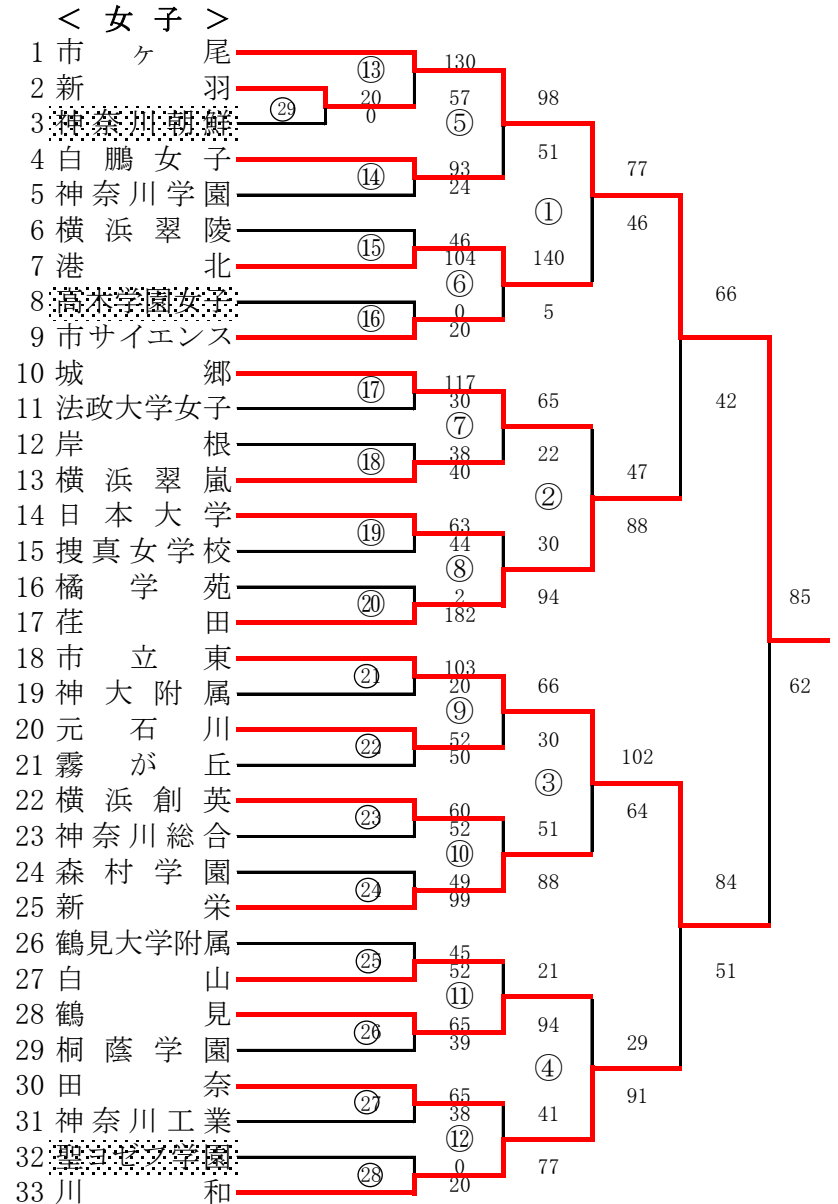 < 女 子 >
1 市ヶ尾
⑬
130
2 新羽
㉙
20
57
98
3 神奈川朝鮮
0
⑤
4 白鵬女子
⑭
93
51
77
5 神奈川学園
24
①
6 横浜翠陵
⑮
46
46
7 港北
104
140
8 高木学園女子
⑯
0
⑥
5
66
9 市サイエンス
20
10 城郷
⑰
117
42
11 法政大学女子
30
65
12 岸根
⑱
38
⑦
22
47
13 横浜翠嵐
40
②
14 日本大学
⑲
63
88
15 捜真女学校
44
30
16 橘学苑
⑳
2
⑧
94
85
17 荏田
182
18 市立東
㉑
103
62
19 神大附属
20
66
20 元石川
㉒
52
⑨
30
102
21 霧が丘
50
③
22 横浜創英
㉓
60
64
23 神奈川総合
52
51
24 森村学園
㉔
49
⑩
88
84
25 新栄
99
26 鶴見大学附属
㉕
45
51
27 白山
52
21
28 鶴見
㉖
65
⑪
94
29
29 桐蔭学園
39
④
30 田奈
㉗
65
91
31 神奈川工業
38
41
32 聖ヨゼフ学園
㉘
0
⑫
77
33 川和
20